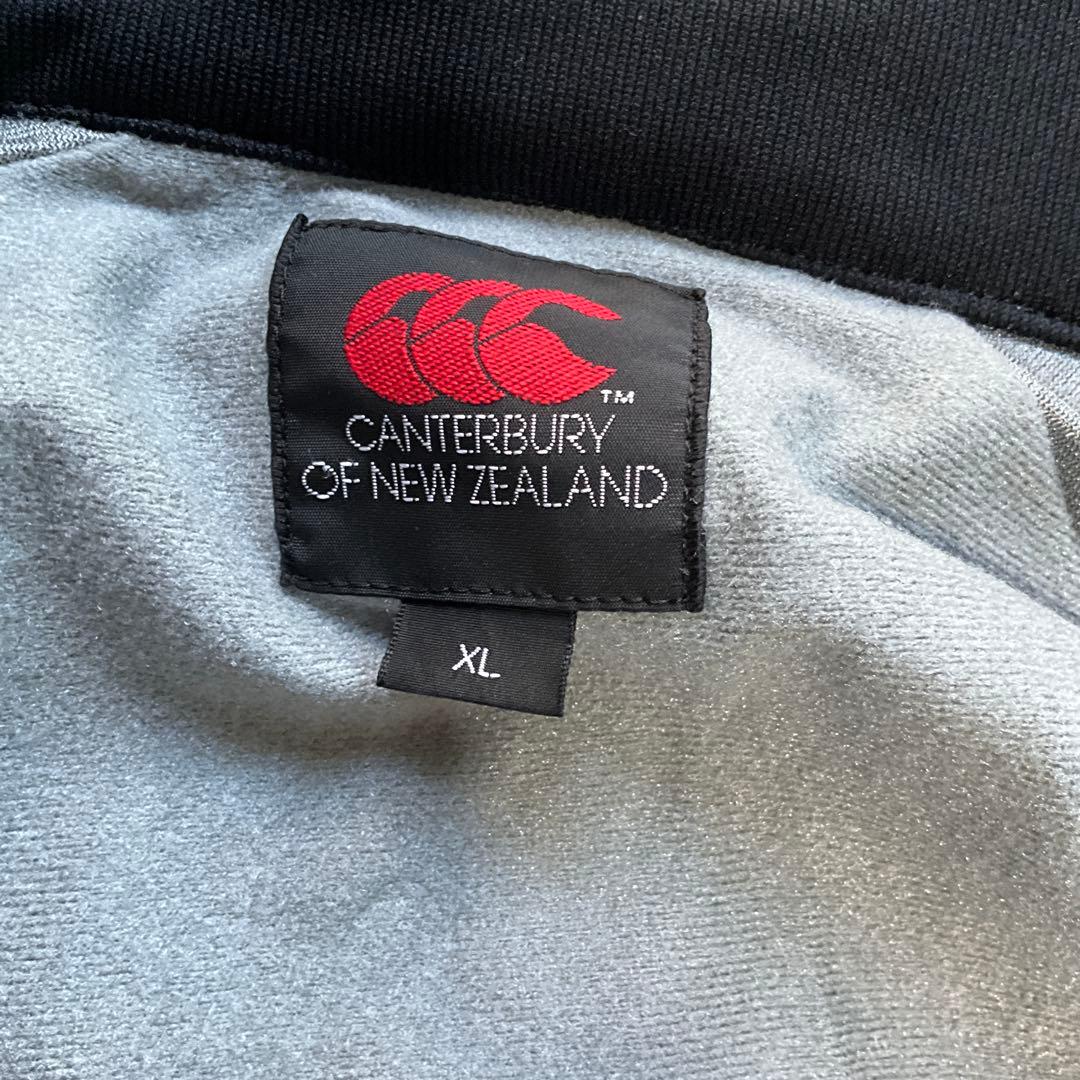 TM
CANTERBURY
OF NEW ZEALAND
XL